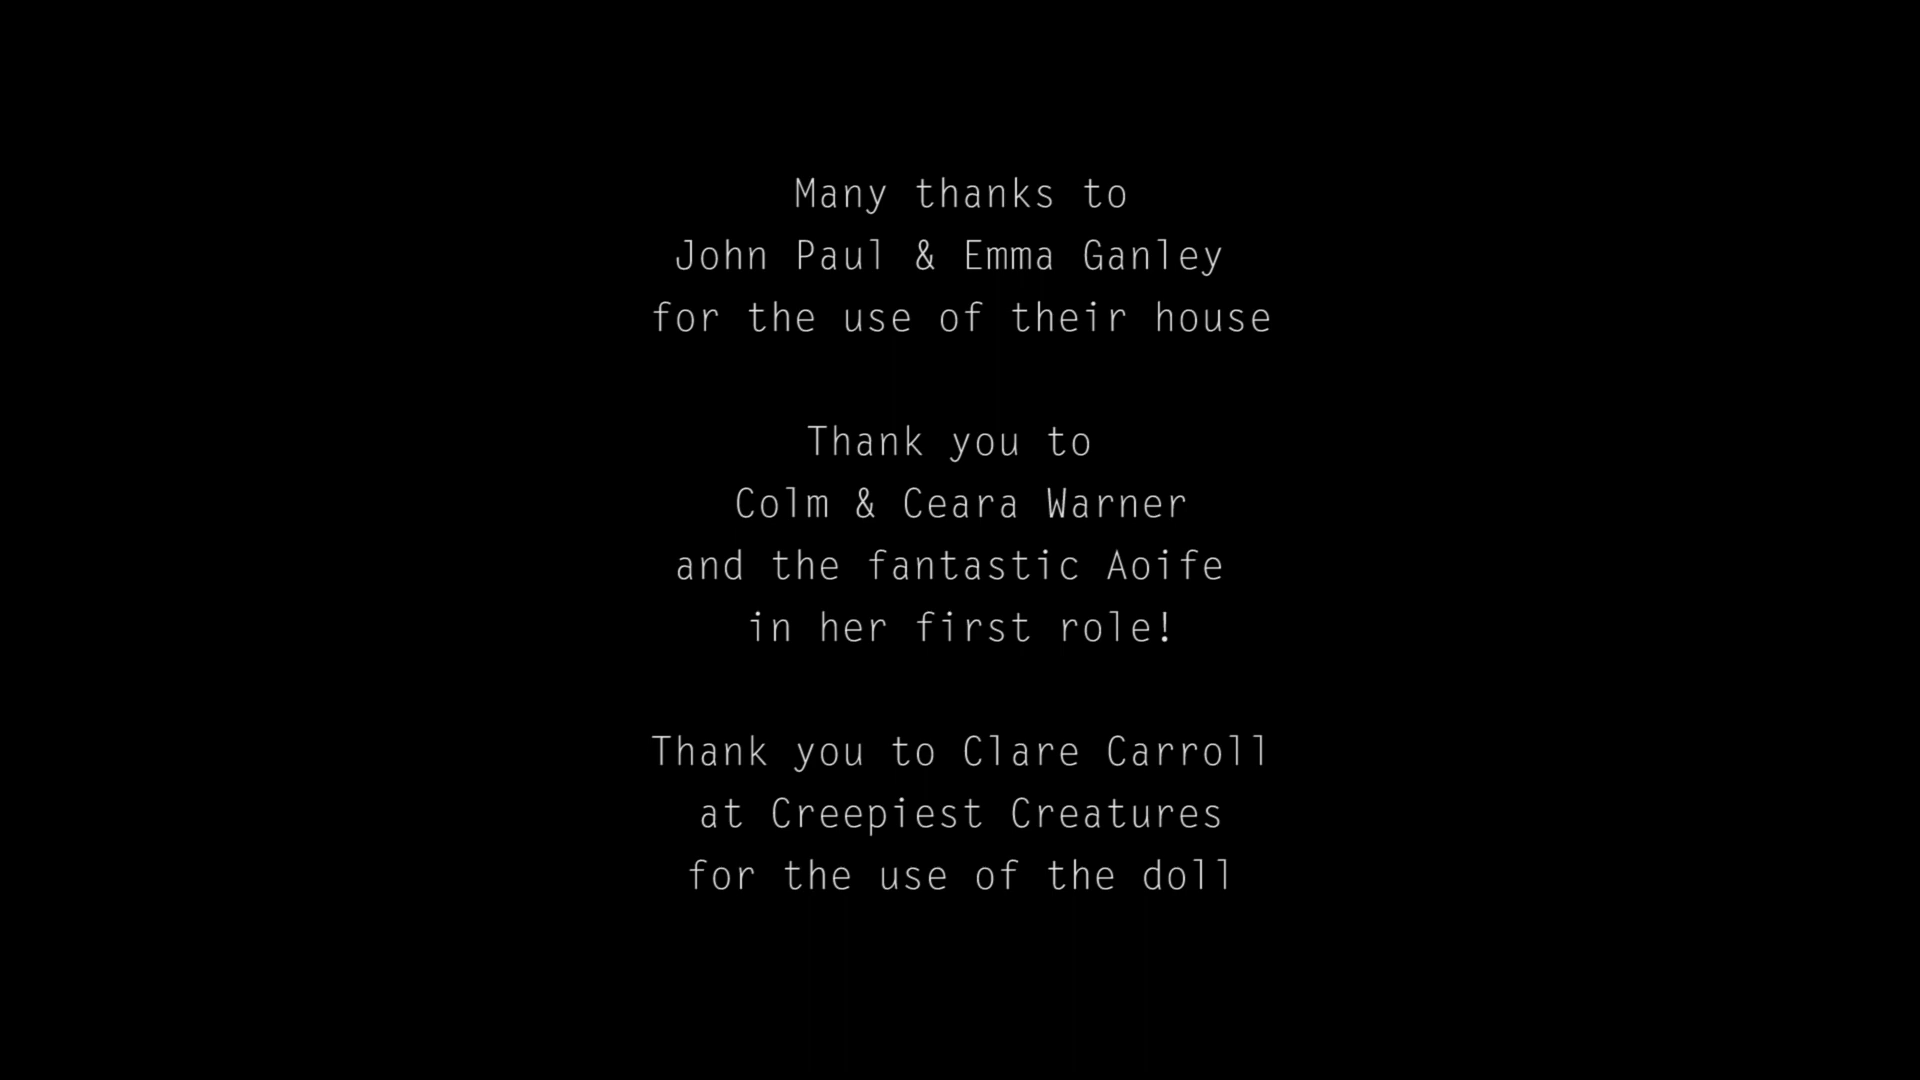 Many thanks to
John Paul & Emma Ganley
for the use of their house
Thank you to
Colm & Ceara Warner
and the fantastic Aoife
in her first role!
Thank you to Clare Carroll
at Creepiest Creatures
for the use of the doll